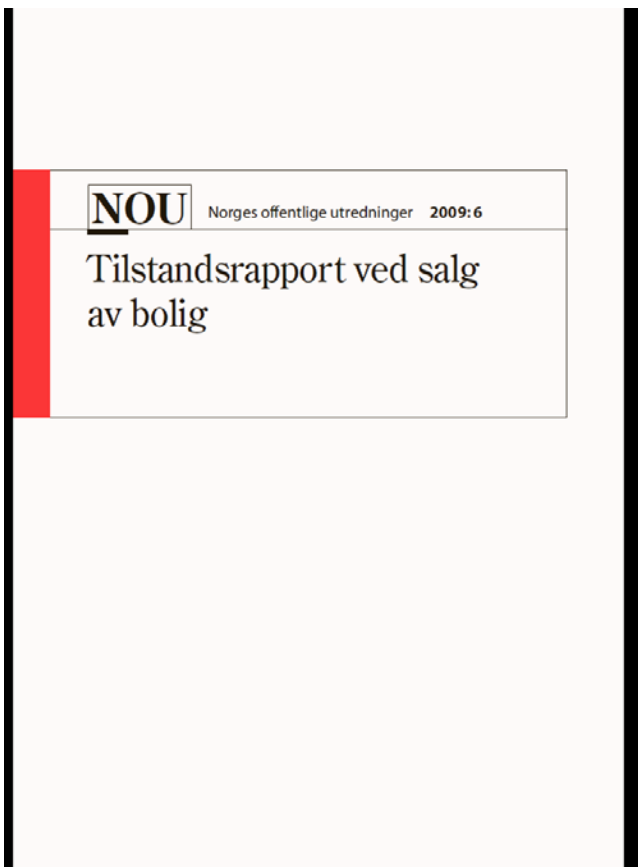 NOU Norges offentlige utredninger 2009: 6
Tilstandsrapport ved salg
av bolig